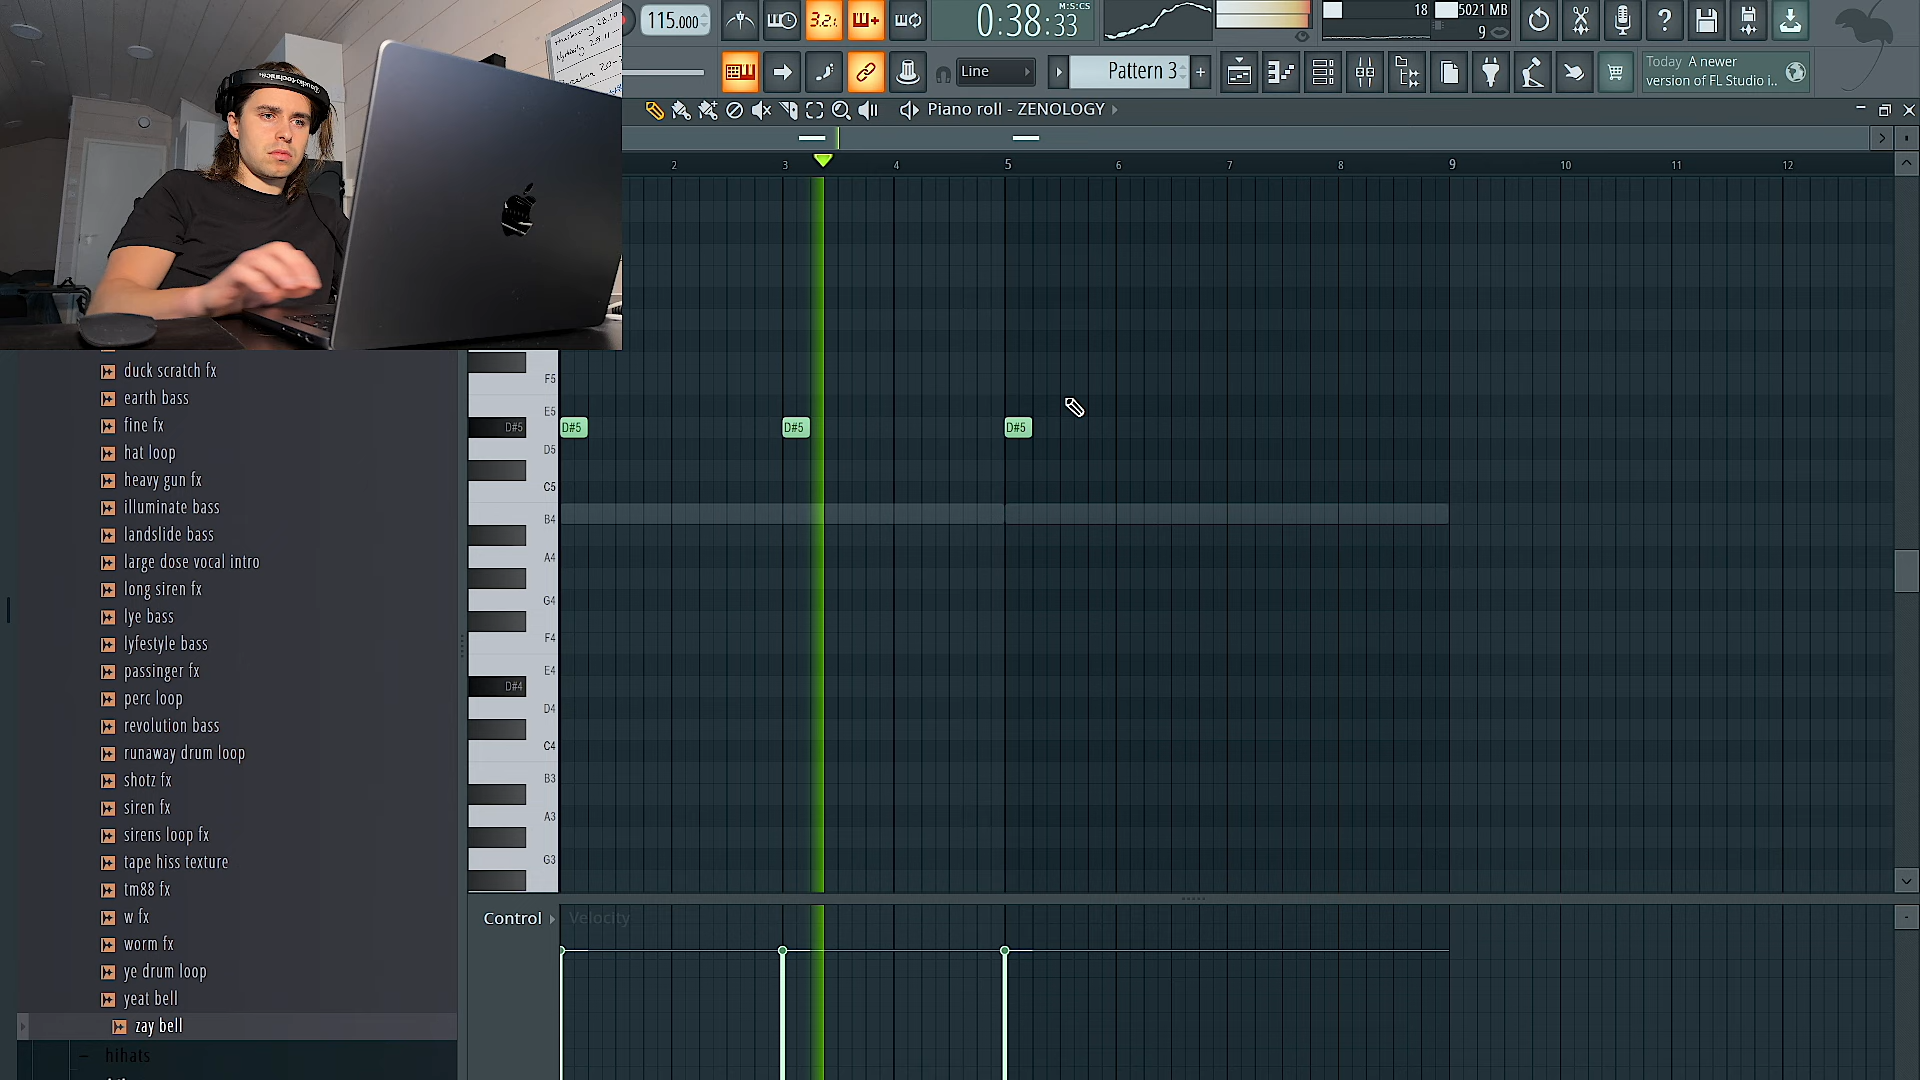 115.000
3.2.
0:38:33
M:S:CS
18
5021 MB
9
Line
Pattern 3
Today A newer
version of FL Studio i..
Piano roll - ZENOLOGY
2 3 4 5 6 7 8 9 10 11 12
duck scratch fx
earth bass
fine fx
hat loop
heavy gun fx
illuminate bass
landslide bass
large dose vocal intro
long siren fx
lye bass
lyfestyle bass
passinger fx
perc loop
revolution bass
runaway drum loop
shotz fx
siren fx
sirens loop fx
tape hiss texture
tm88 fx
w fx
worm fx
ye drum loop
yeat bell
zay bell
hihats
F5
E5
D#5 D#5 D#5 D#5
D5
C5
B4
A4
G4
F4
E4
D#4
D4
C4
B3
A3
G3
Control Velocity